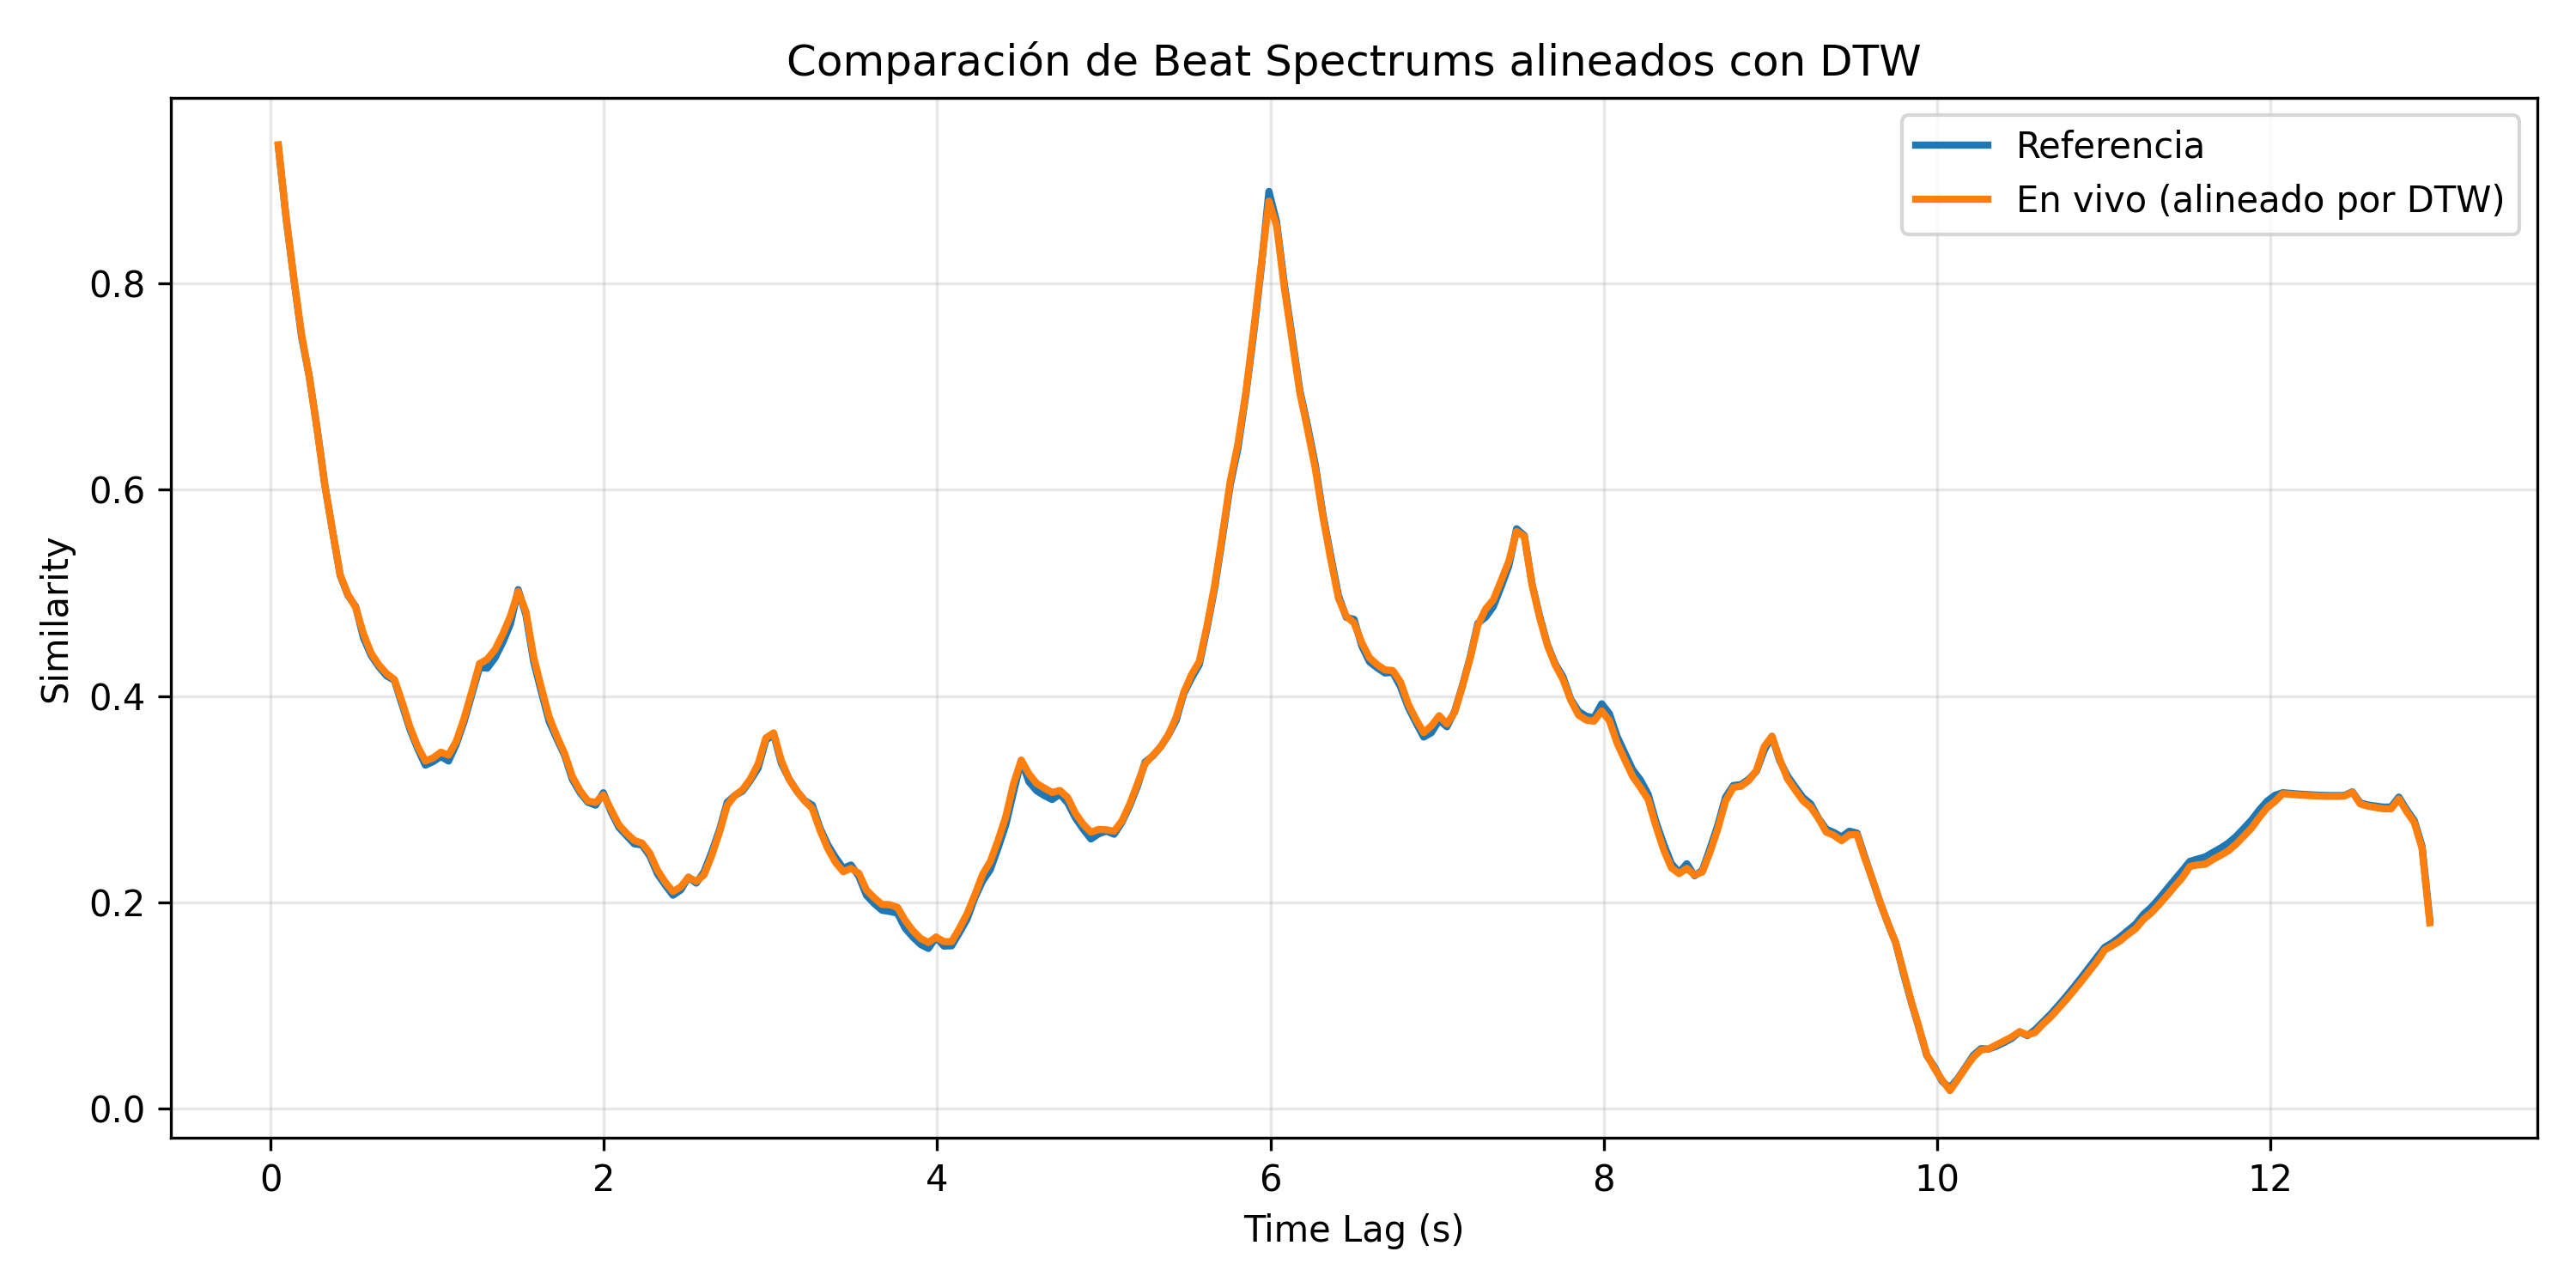 Comparación de Beat Spectrums alineados con DTW
Referencia
En vivo (alineado por DTW)
Similarity
0.8
0.6
0.4
0.2
0.0
0 2 4 6 8 10 12
Time Lag (s)